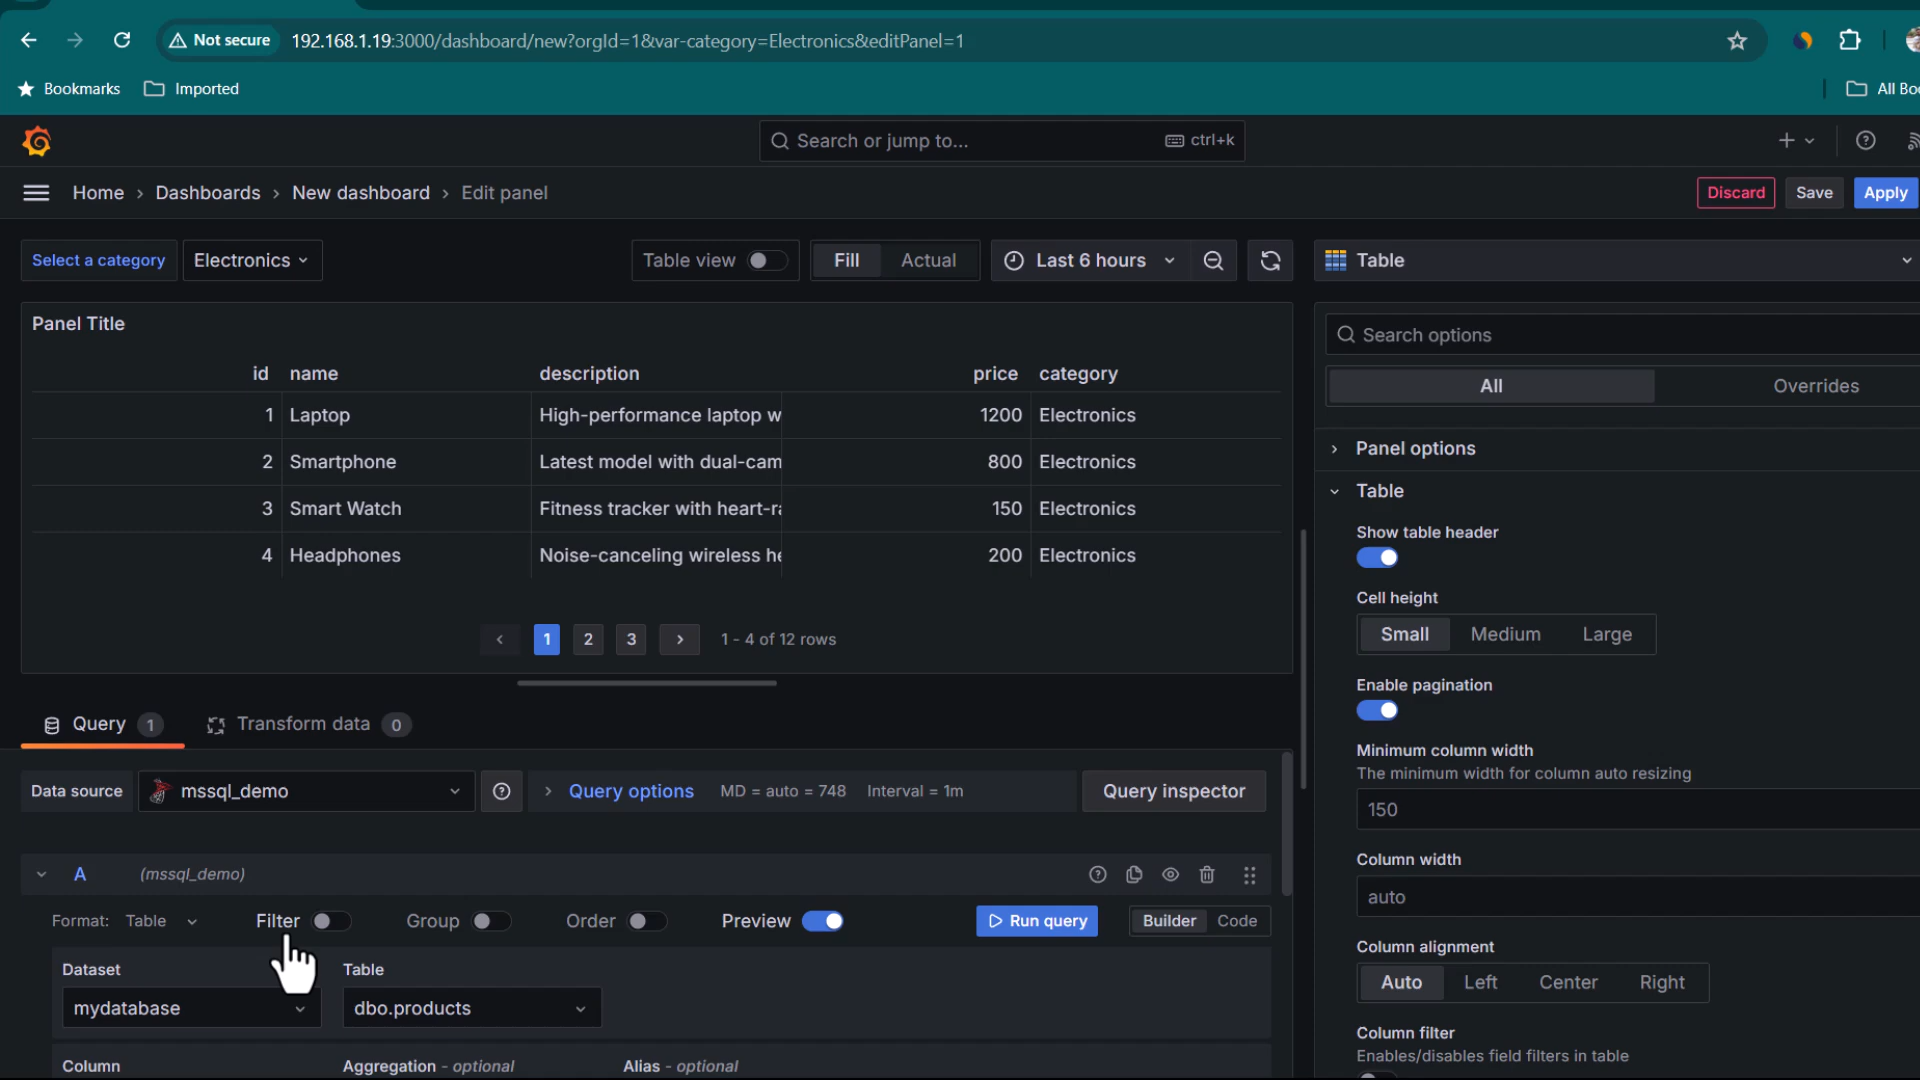 Not secure 192.168.1.19:3000/dashboard/new?orgId=1&var-category=Electronics&editPanel=1
Bookmarks Imported All
Search or jump to... ctrl+k
Home › Dashboards › New dashboard › Edit panel Discard Save Apply
Select a category Electronics Table view Fill Actual Last 6 hours Table
Panel Title
Search options
id name description price category
All Overrides
1 Laptop High-performance laptop w 1200 Electronics
Panel options
2 Smartphone Latest model with dual-cam 800 Electronics
Table
3 Smart Watch Fitness tracker with heart-ra 150 Electronics
Show table header
4 Headphones Noise-canceling wireless he 200 Electronics
Cell height
1 2 3 1 - 4 of 12 rows
Small Medium Large
Enable pagination
Query 1 Transform data 0
Minimum column width
The minimum width for column auto resizing
Data source mssql_demo Query options MD = auto = 748 Interval = 1m Query inspector
150
Column width
A (mssql_demo)
auto
Format: Table Filter Group Order Preview Run query Builder Code
Column alignment
Dataset Table
Auto Left Center Right
mydatabase dbo.products
Column filter
Enables/disables field filters in table
Column Aggregation - optional Alias - optional